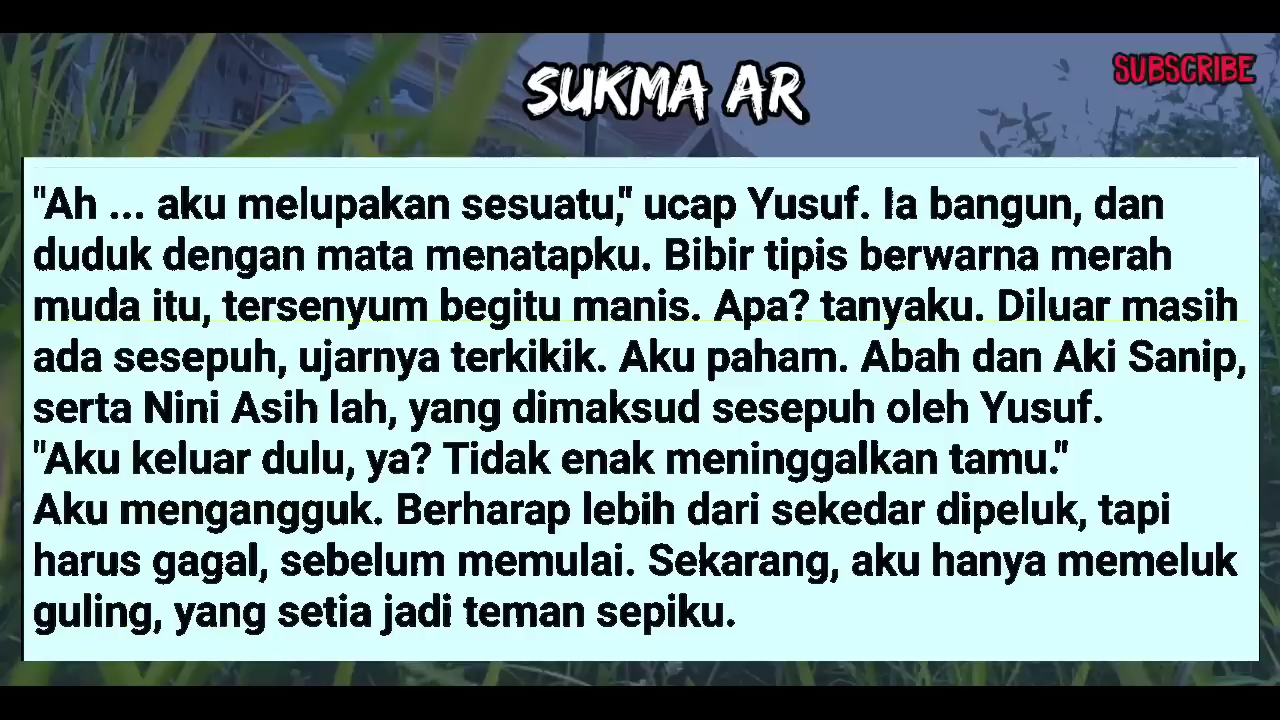 SUKMA AR
SUBSCRIBE
"Ah ... aku melupakan sesuatu," ucap Yusuf. Ia bangun, dan
duduk dengan mata menatapku. Bibir tipis berwarna merah
muda itu, tersenyum begitu manis. Apa? tanyaku. Diluar masih
ada sesepuh, ujarnya terkikik. Aku paham. Abah dan Aki Sanip,
serta Nini Asih lah, yang dimaksud sesepuh oleh Yusuf.
"Aku keluar dulu, ya? Tidak enak meninggalkan tamu."
Aku mengangguk. Berharap lebih dari sekedar dipeluk, tapi
harus gagal, sebelum memulai. Sekarang, aku hanya memeluk
guling, yang setia jadi teman sepiku.